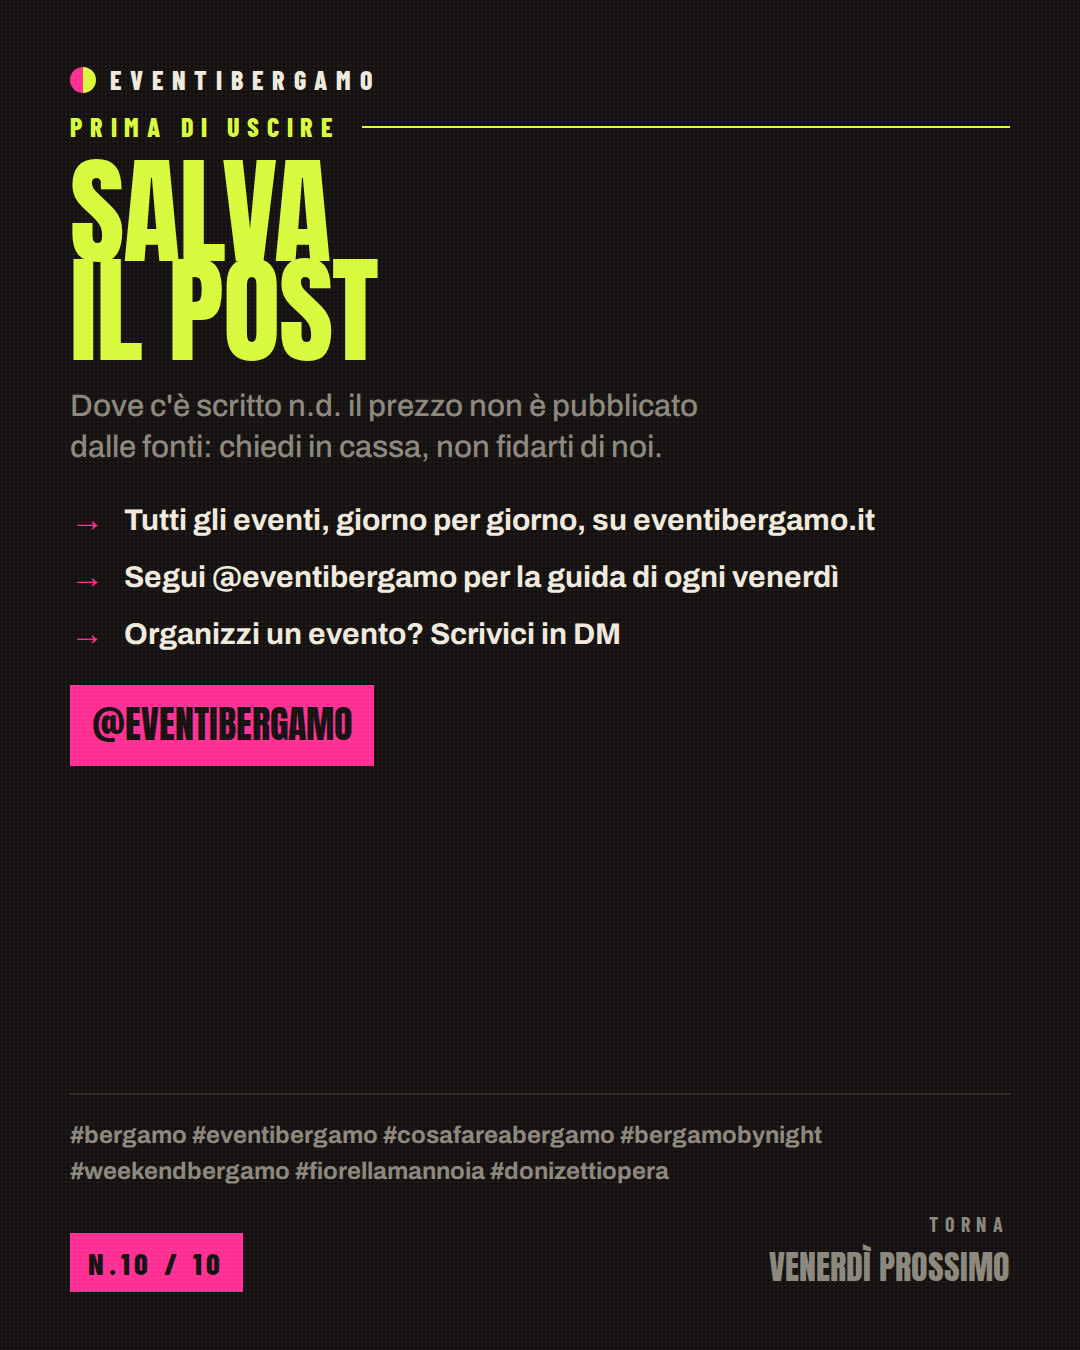 EVENTIBERGAMO
PRIMA DI USCIRE
SALVA
IL POST
Dove c'è scritto n.d. il prezzo non è pubblicato
dalle fonti: chiedi in cassa, non fidarti di noi.
→ Tutti gli eventi, giorno per giorno, su eventibergamo.it
→ Segui @eventibergamo per la guida di ogni venerdì
→ Organizzi un evento? Scrivici in DM
@EVENTIBERGAMO
#bergamo #eventibergamo #cosafareabergamo #bergamobynight
#weekendbergamo #fiorellamannoia #donizettiopera
TORNA
N.10 / 10
VENERDÌ PROSSIMO